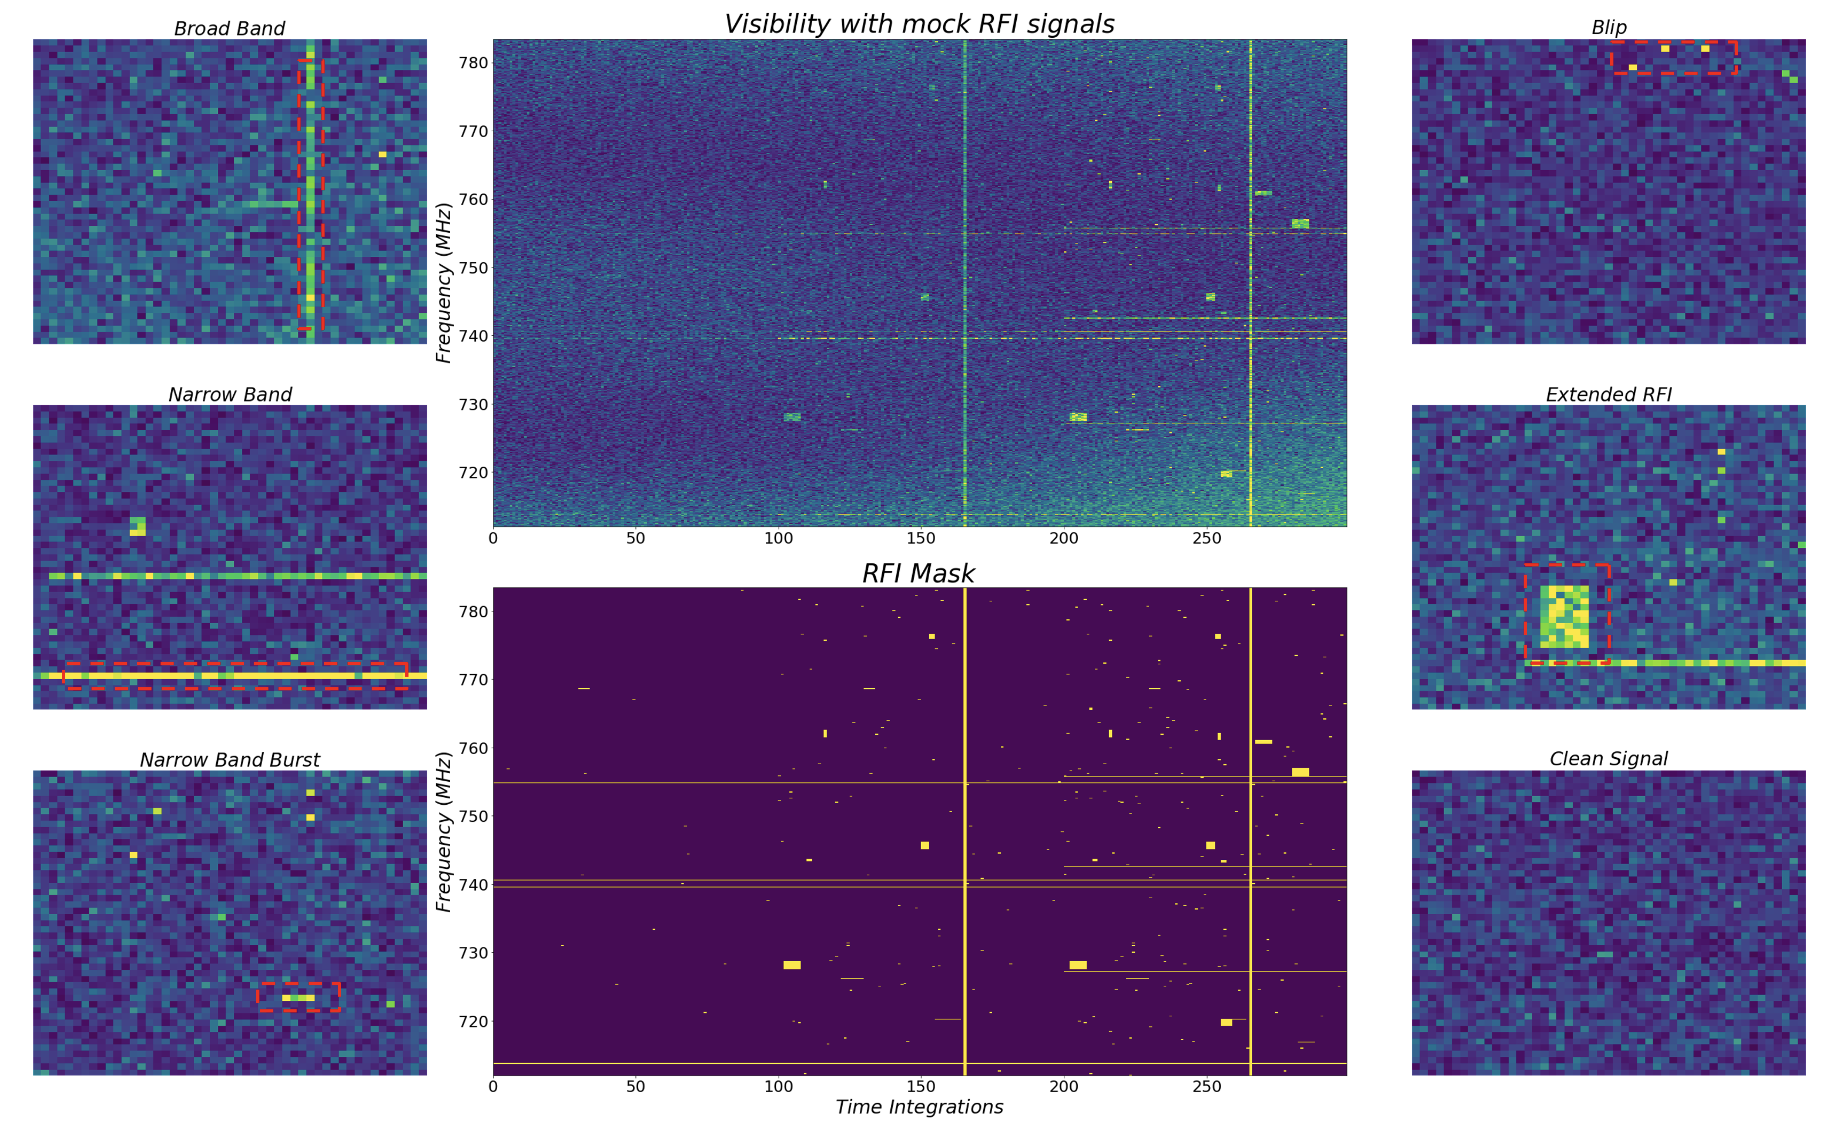 Broad Band
Narrow Band
Narrow Band Burst
Visibility with mock RFI signals
Frequency (MHz)
780
770
760
750
740
730
720
0 50 100 150 200 250
RFI Mask
Frequency (MHz)
780
770
760
750
740
730
720
0 50 100 150 200 250
Time Integrations
Blip
Extended RFI
Clean Signal